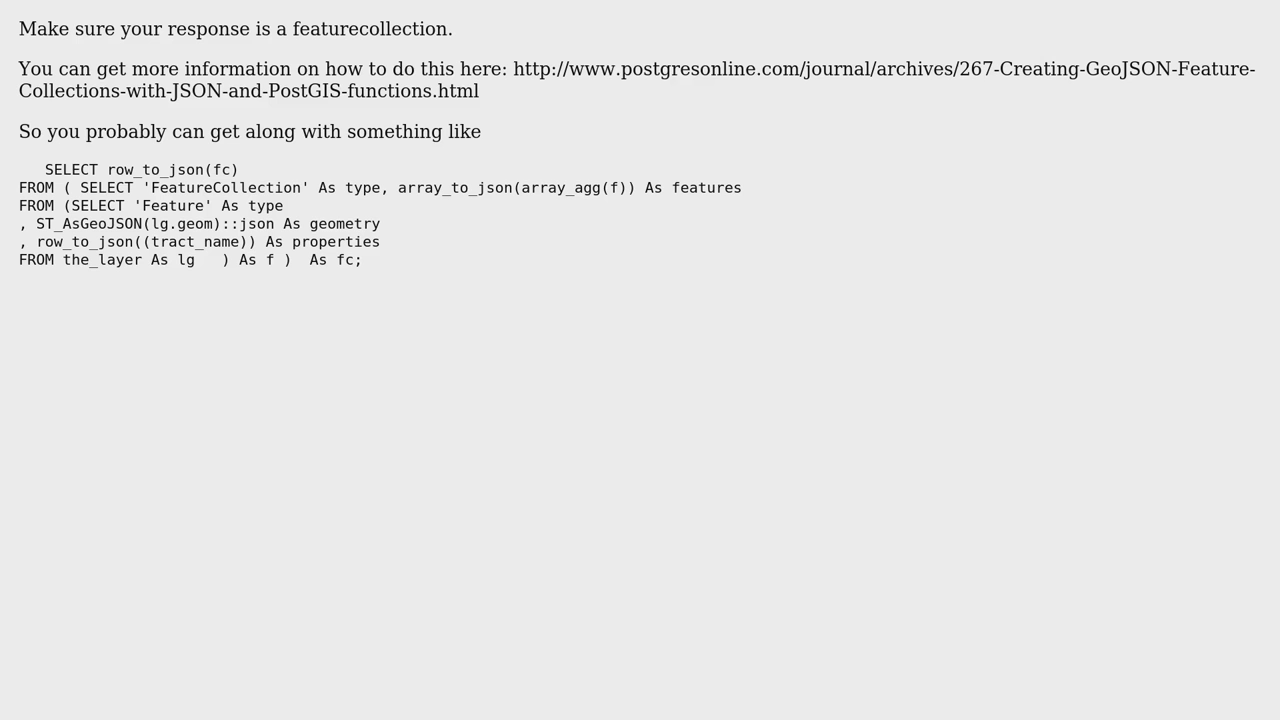 Make sure your response is a featurecollection.
You can get more information on how to do this here: http://www.postgresonline.com/journal/archives/267-Creating-GeoJSON-Feature-
Collections-with-JSON-and-PostGIS-functions.html
So you probably can get along with something like
SELECT row_to_json(fc)
FROM ( SELECT 'FeatureCollection' As type, array_to_json(array_agg(f)) As features
FROM (SELECT 'Feature' As type
, ST_AsGeoJSON(lg.geom)::json As geometry
, row_to_json((tract_name)) As properties
FROM the_layer As lg   ) As f )  As fc;